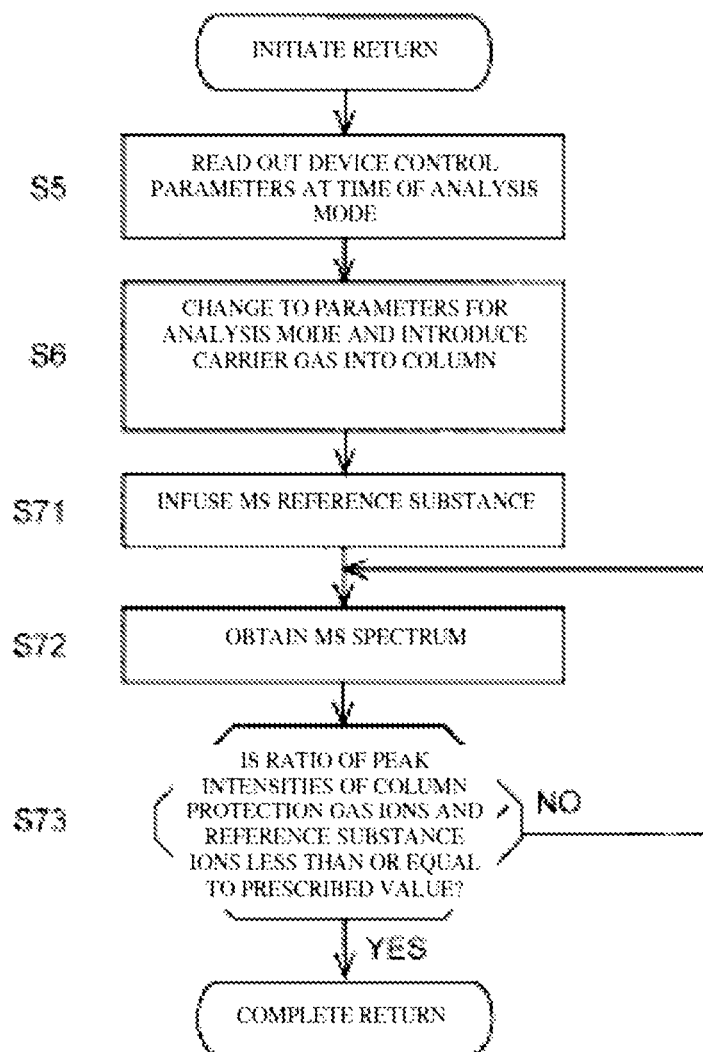 INITIATE RETURN
S5
READ OUT DEVICE CONTROL
PARAMETERS AT TIME OF ANALYSIS
MODE
S6
CHANGE TO PARAMETERS FOR
ANALYSIS MODE AND INTRODUCE
CARRIER GAS INTO COLUMN
S71
INFUSE MS REFERENCE SUBSTANCE
S72
OBTAIN MS SPECTRUM
S73
IS RATIO OF PEAK
INTENSITIES OF COLUMN
PROTECTION GAS IONS AND
REFERENCE SUBSTANCE
IONS LESS THAN OR EQUAL
TO PRESCRIBED VALUE?
NO
YES
COMPLETE RETURN